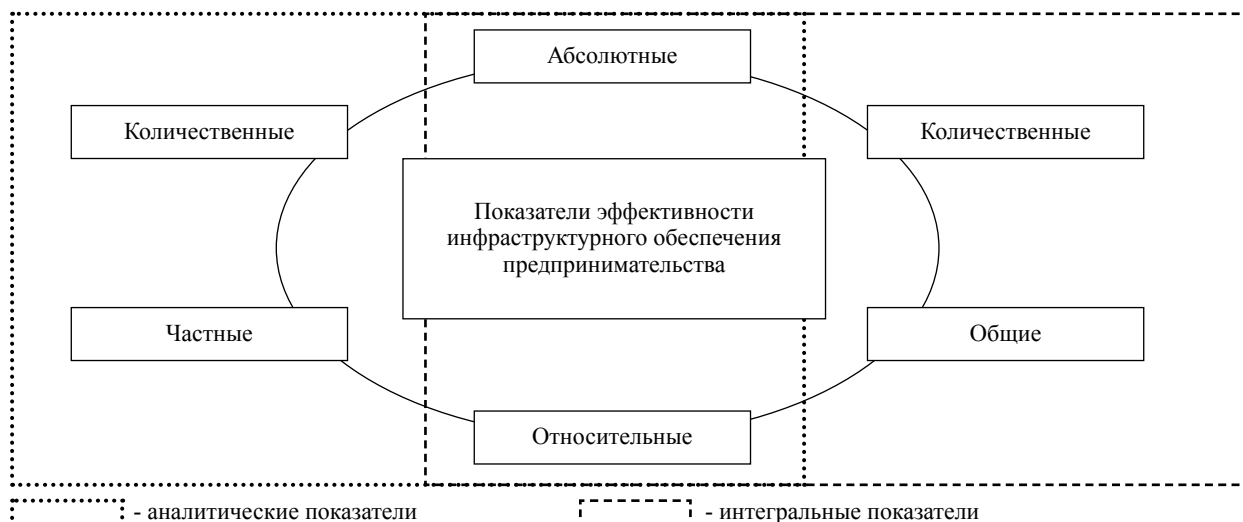 Абсолютные
Количественные
Количественные
Показатели эффективности
инфраструктурного обеспечения
предпринимательства
Частные
Общие
Относительные
- аналитические показатели
- интегральные показатели